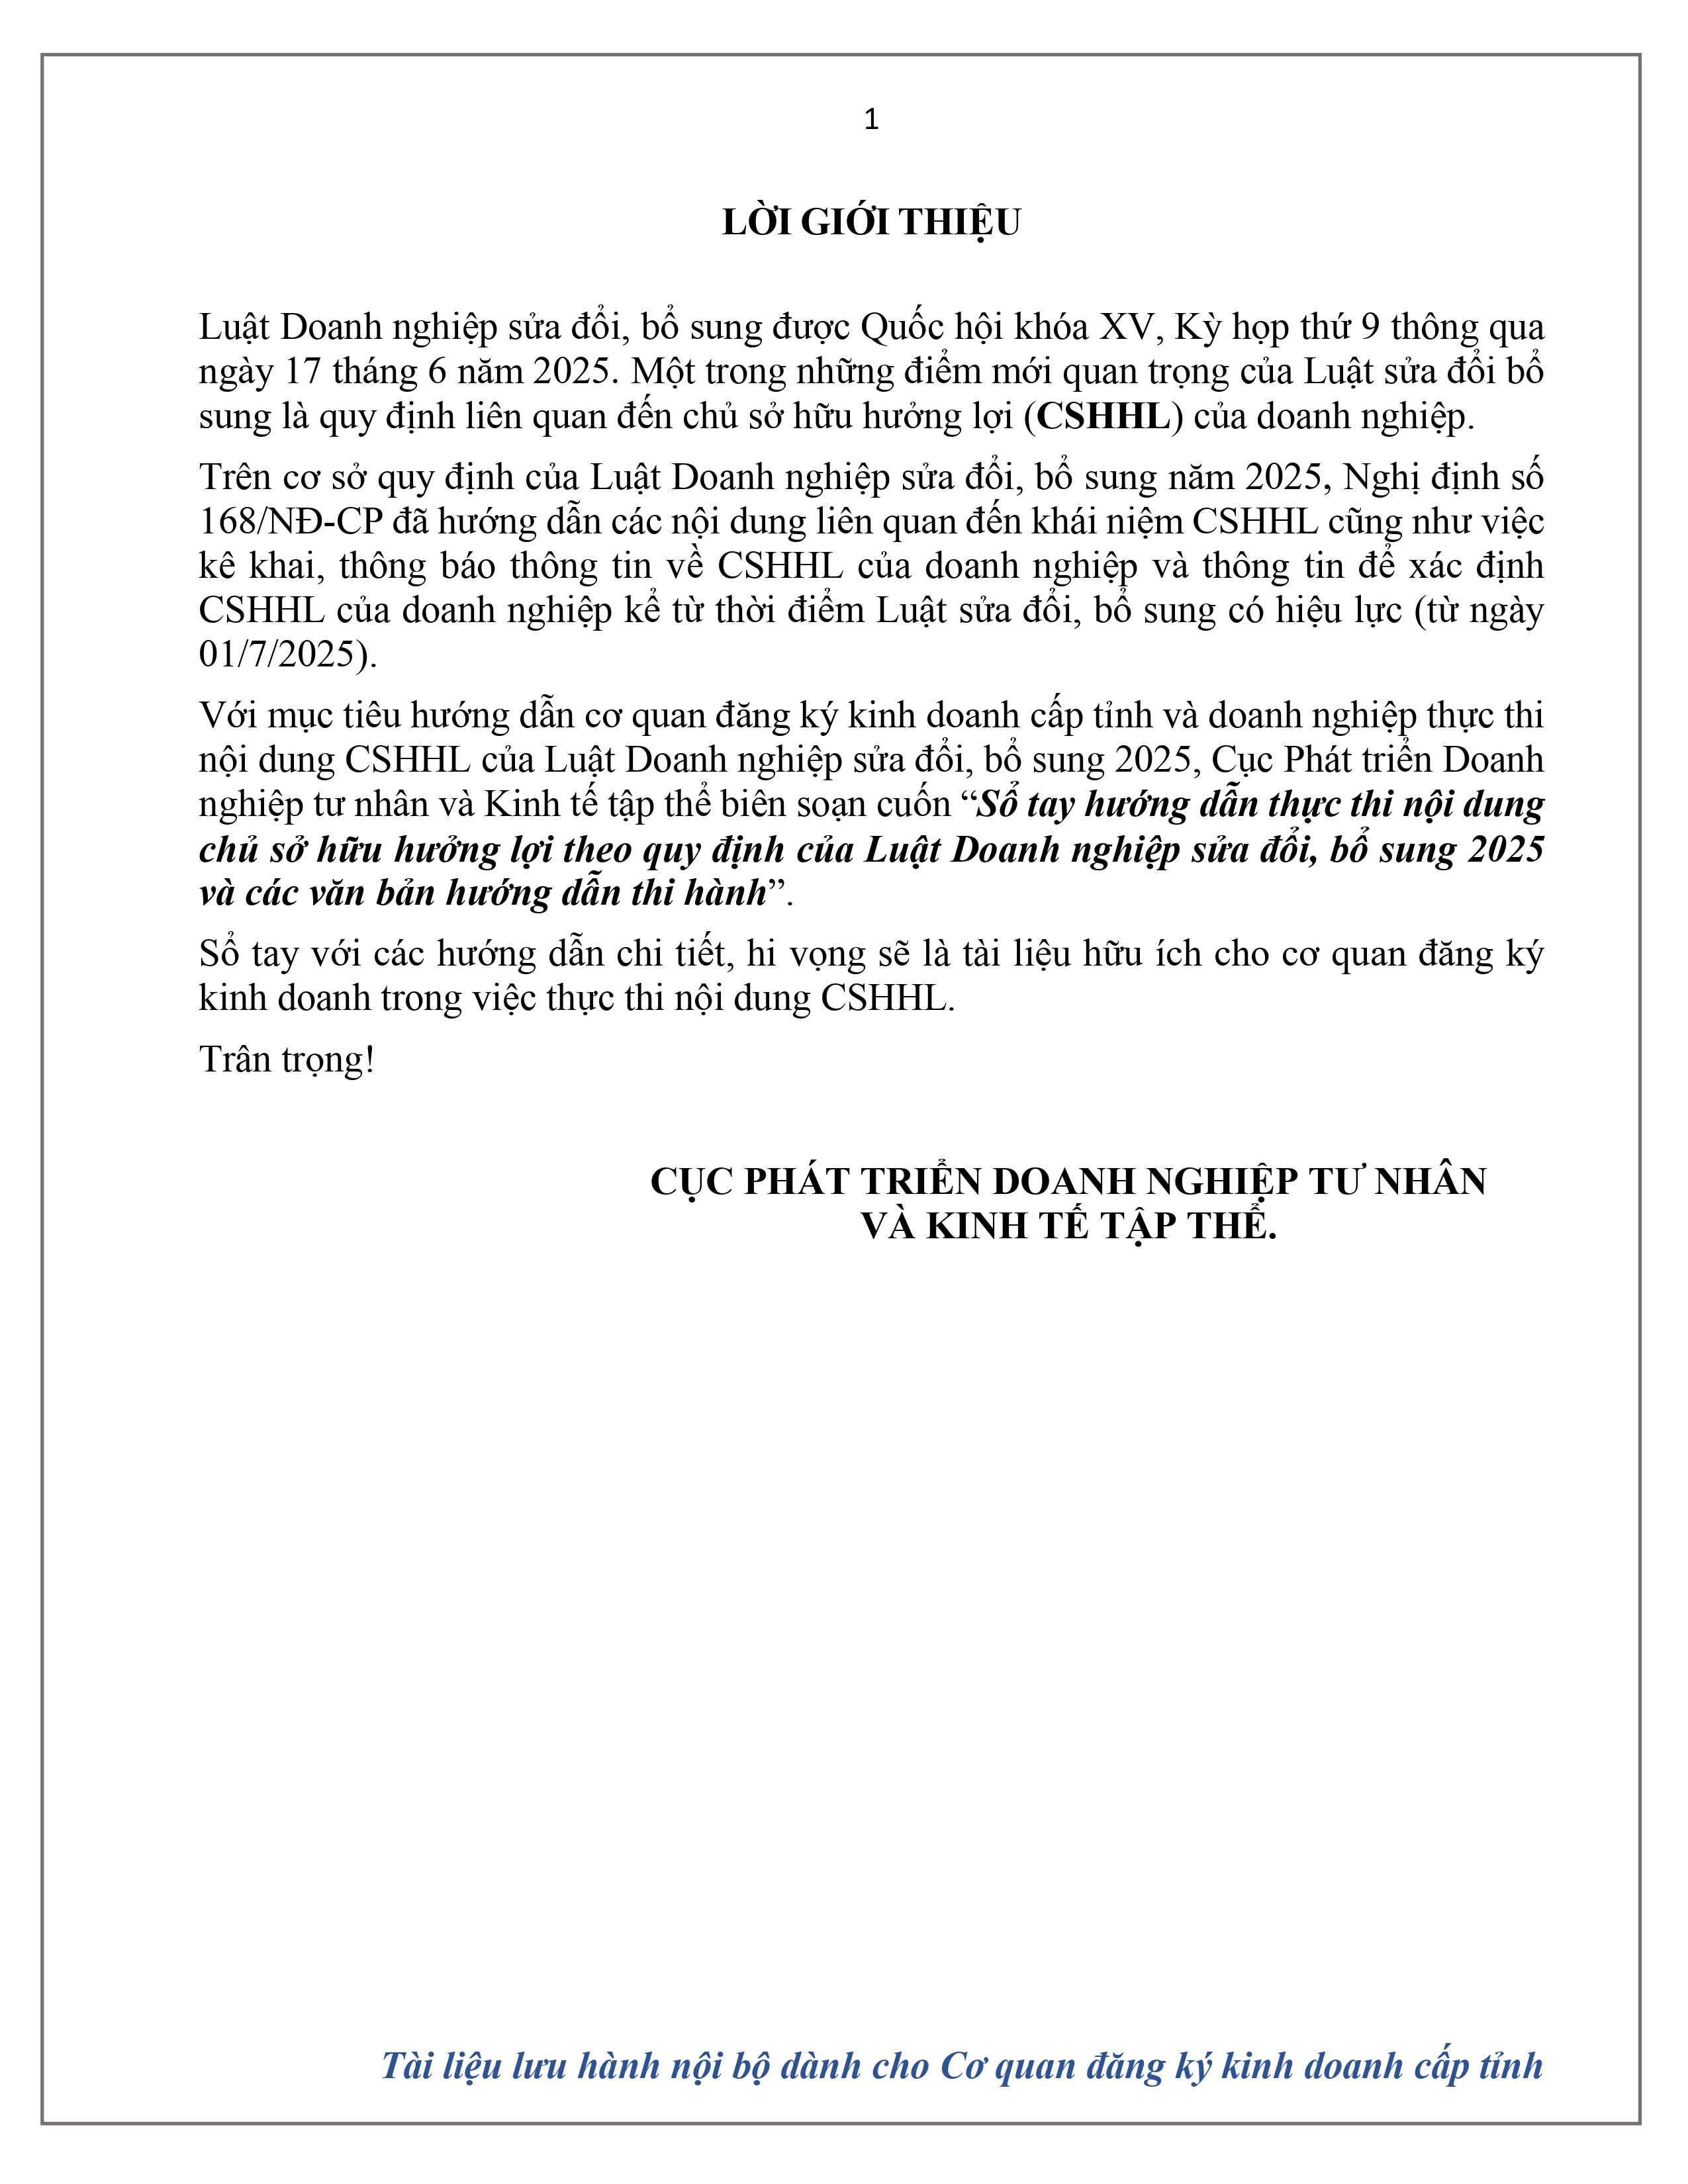 1
LỜI GIỚI THIỆU
Luật Doanh nghiệp sửa đổi, bổ sung được Quốc hội khóa XV, Kỳ họp thứ 9 thông qua
ngày 17 tháng 6 năm 2025. Một trong những điểm mới quan trọng của Luật sửa đổi bổ
sung là quy định liên quan đến chủ sở hữu hưởng lợi (CSHHL) của doanh nghiệp.
Trên cơ sở quy định của Luật Doanh nghiệp sửa đổi, bổ sung năm 2025, Nghị định số
168/NĐ-CP đã hướng dẫn các nội dung liên quan đến khái niệm CSHHL cũng như việc
kê khai, thông báo thông tin về CSHHL của doanh nghiệp và thông tin để xác định
CSHHL của doanh nghiệp kể từ thời điểm Luật sửa đổi, bổ sung có hiệu lực (từ ngày
01/7/2025).
Với mục tiêu hướng dẫn cơ quan đăng ký kinh doanh cấp tỉnh và doanh nghiệp thực thi
nội dung CSHHL của Luật Doanh nghiệp sửa đổi, bổ sung 2025, Cục Phát triển Doanh
nghiệp tư nhân và Kinh tế tập thể biên soạn cuốn “Sổ tay hướng dẫn thực thi nội dung
chủ sở hữu hưởng lợi theo quy định của Luật Doanh nghiệp sửa đổi, bổ sung 2025
và các văn bản hướng dẫn thi hành”.
Sổ tay với các hướng dẫn chi tiết, hi vọng sẽ là tài liệu hữu ích cho cơ quan đăng ký
kinh doanh trong việc thực thi nội dung CSHHL.
Trân trọng!
CỤC PHÁT TRIỂN DOANH NGHIỆP TƯ NHÂN
VÀ KINH TẾ TẬP THỂ.
Tài liệu lưu hành nội bộ dành cho Cơ quan đăng ký kinh doanh cấp tỉnh